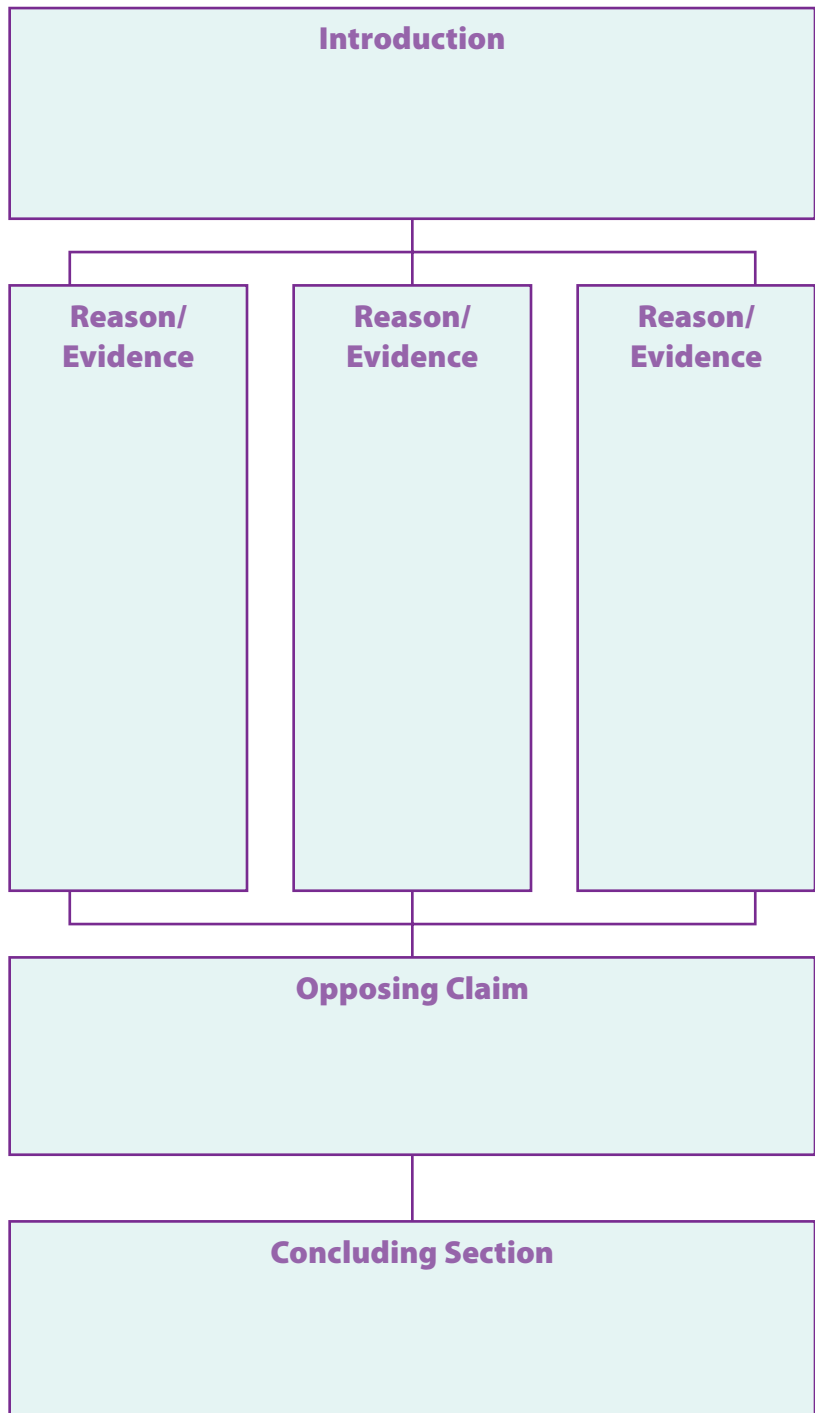 Introduction
Reason/
Evidence
Reason/
Evidence
Reason/
Evidence
Opposing Claim
Concluding Section